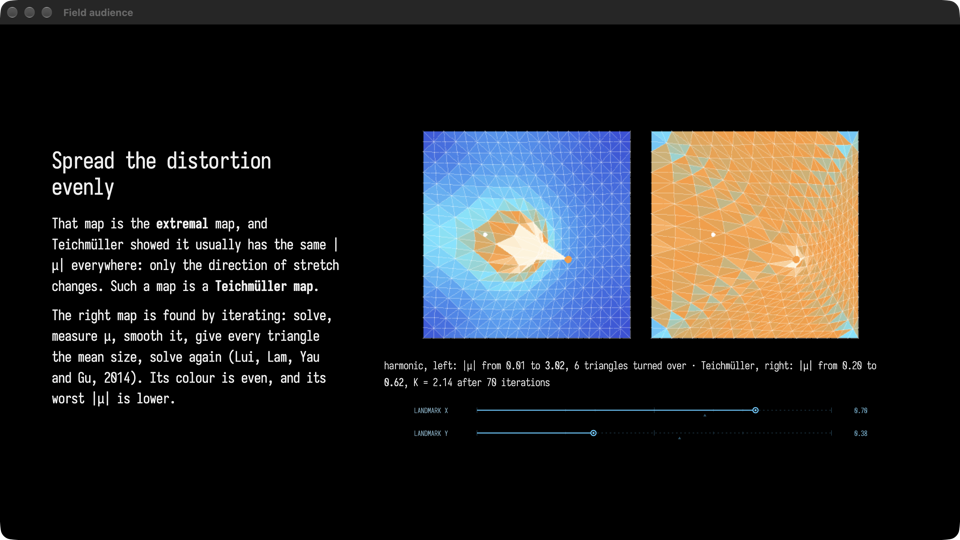 Field audience
Spread the distortion
evenly
That map is the extremal map, and
Teichmüller showed it usually has the same |
μ| everywhere: only the direction of stretch
changes. Such a map is a Teichmüller map.
The right map is found by iterating: solve,
measure μ, smooth it, give every triangle
the mean size, solve again (Lui, Lam, Yau
and Gu, 2014). Its colour is even, and its
worst |μ| is lower.
harmonic, left: |μ| from 0.01 to 3.02, 6 triangles turned over · Teichmüller, right: |μ| from 0.20 to
0.62, K = 2.14 after 70 iterations
LANDMARK X 0.70
LANDMARK Y 0.38